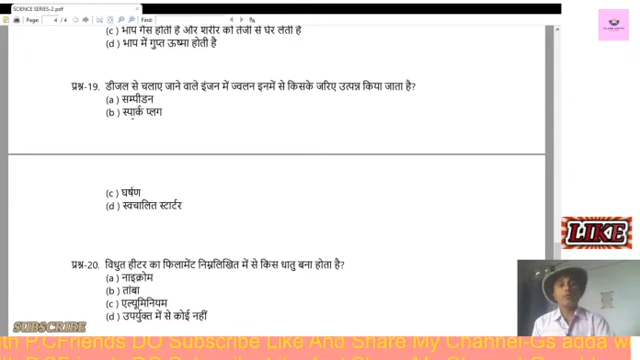 SCIENCE SERIES-2.pdf
4 / 4
Find:
(c ) भाप गैस होती है और शरीर को तेजी से घेर लेती है
(d ) भाप में गुप्त ऊष्मा होती है
प्रश्न-19. डीजल से चलाए जाने वाले इंजन में ज्वलन इनमें से किसके जरिए उत्पन्न किया जाता है?
(a ) सम्पीडन
(b ) स्पार्क प्लग
(c ) घर्षण
(d ) स्वचालित स्टार्टर
LIKE
प्रश्न-20. विधुत हीटर का फिलामेंट निम्नलिखित में से किस धातु बना होता है?
(a ) नाइक्रोम
(b ) तांबा
(c ) एल्यूमिनियम
(d ) उपर्युक्त में से कोई नहीं
SUBSCRIBE
ith P.CFriends DO Subscribe Like And Share My Channel-Gs adda w